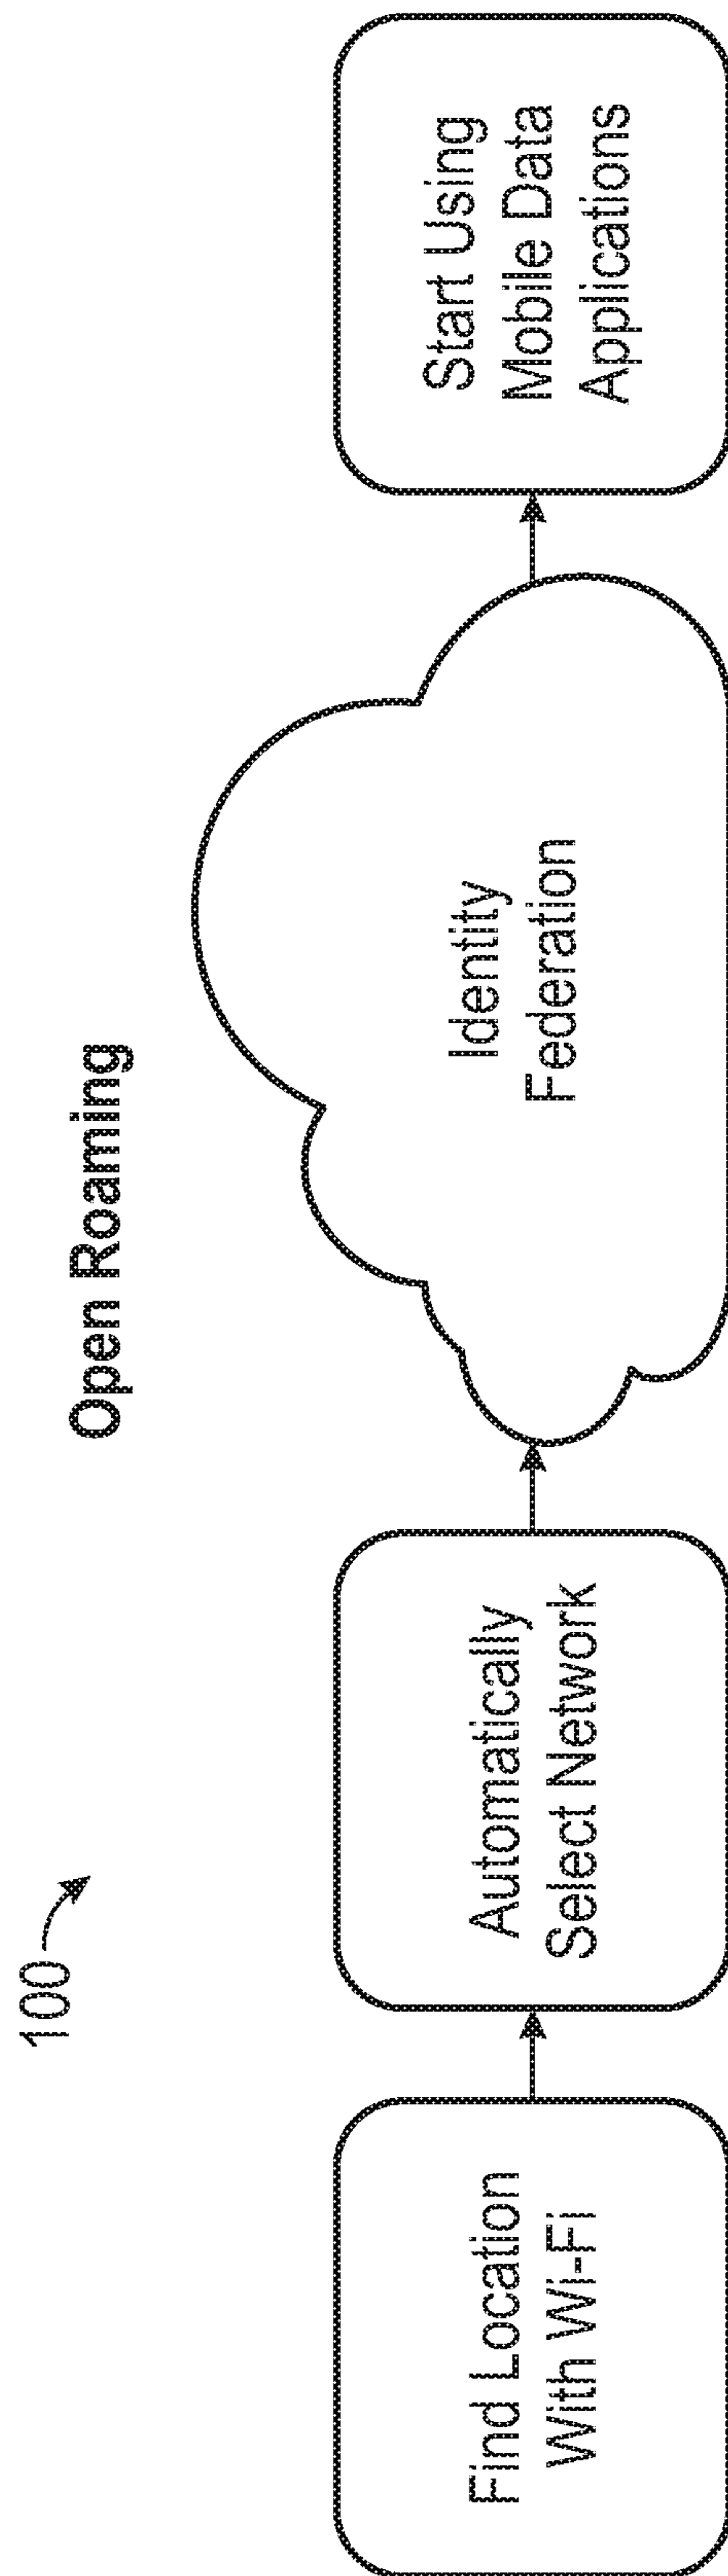 100
Open Roaming
Find Location
With Wi-Fi
Automatically
Select Network
Identity
Federation
Start Using
Mobile Data
Applications